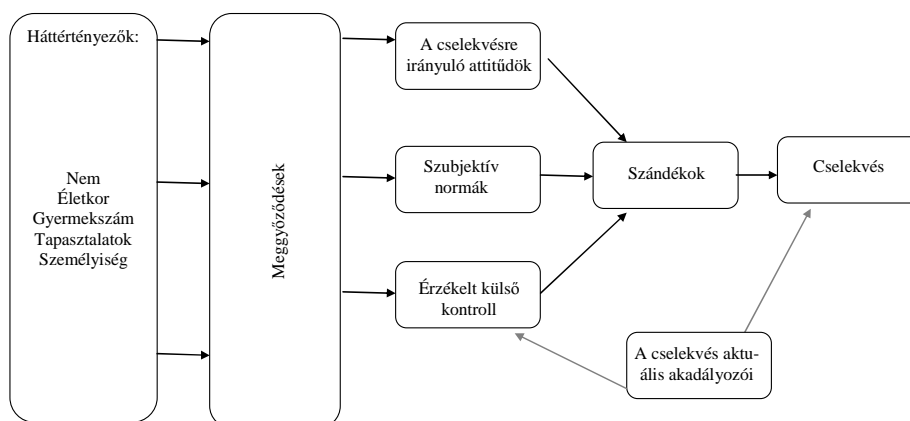 Háttértényezők:
Nem
Életkor
Gyermekszám
Tapasztalatok
Személyiség
Meggyőződések
A cselekvésre
irányuló attitűdök
Szubjektív
normák
Érzékelt külső
kontroll
Szándékok
Cselekvés
A cselekvés aktu-
ális akadályozói